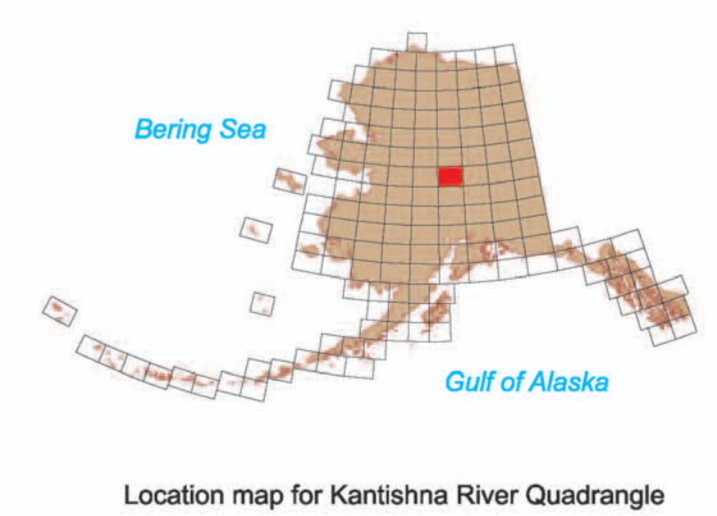 Bering Sea
Gulf of Alaska
Location map for Kantishna River Quadrangle